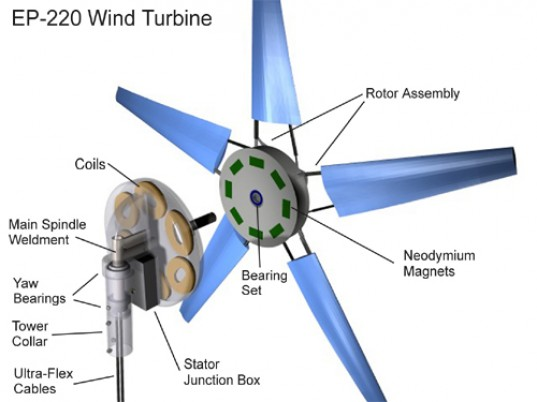 EP-220 Wind Turbine
Rotor Assembly
Coils
Main Spindle
Weldment
Neodymium
Magnets
Bearing
Set
Yaw
Bearings
Tower
Collar
Stator
Junction Box
Ultra-Flex
Cables